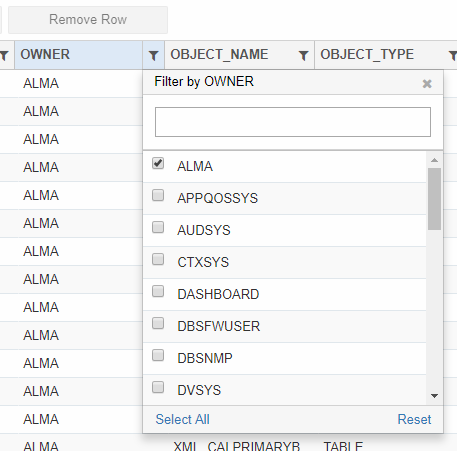 Remove Row
OWNER OBJECT_NAME OBJECT_TYPE
ALMA
ALMA
ALMA
ALMA
ALMA
ALMA
ALMA
ALMA
ALMA
ALMA
ALMA
ALMA
ALMA
ALMA XML_CALPRIMARYB TABLE
Filter by OWNER
ALMA
APPQOSSYS
AUDSYS
CTXSYS
DASHBOARD
DBSFWUSER
DBSNMP
DVSYS
Select All Reset